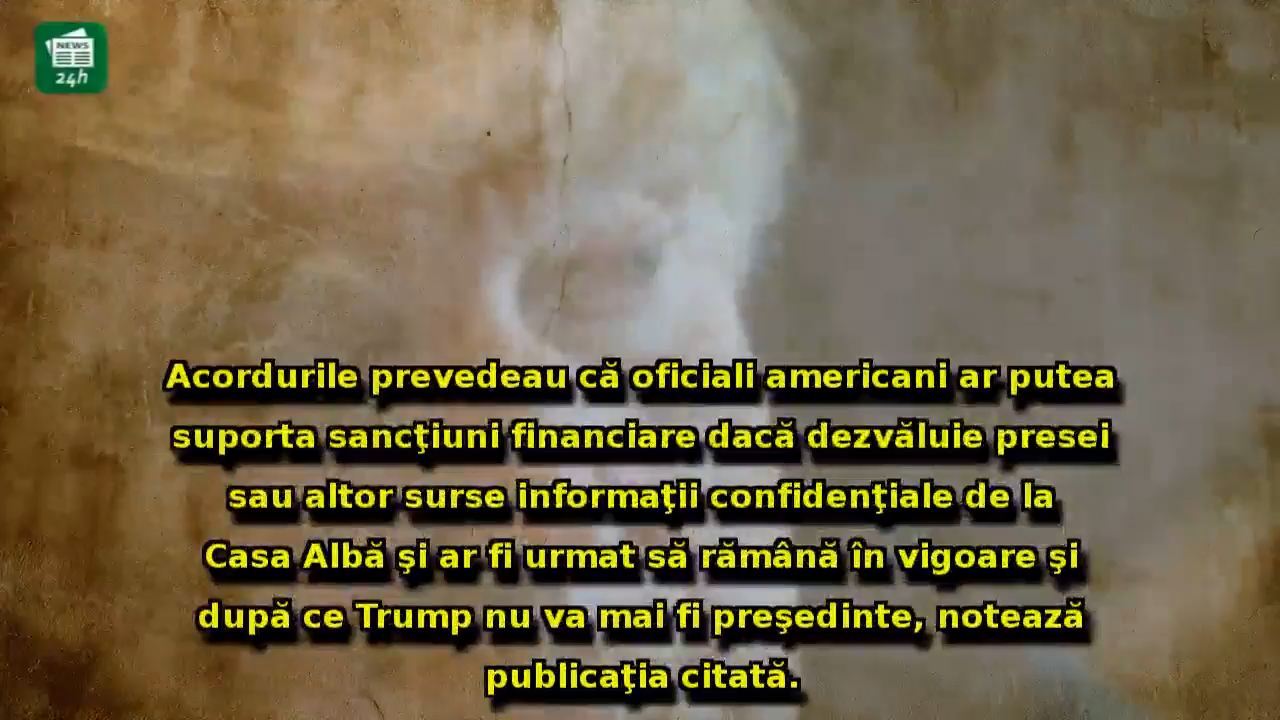 NEWS
24h
Acordurile prevedeau că oficiali americani ar putea
suporta sancţiuni financiare dacă dezvăluie presei
sau altor surse informaţii confidenţiale de la
Casa Albă şi ar fi urmat să rămână în vigoare şi
după ce Trump nu va mai fi preşedinte, notează
publicaţia citată.